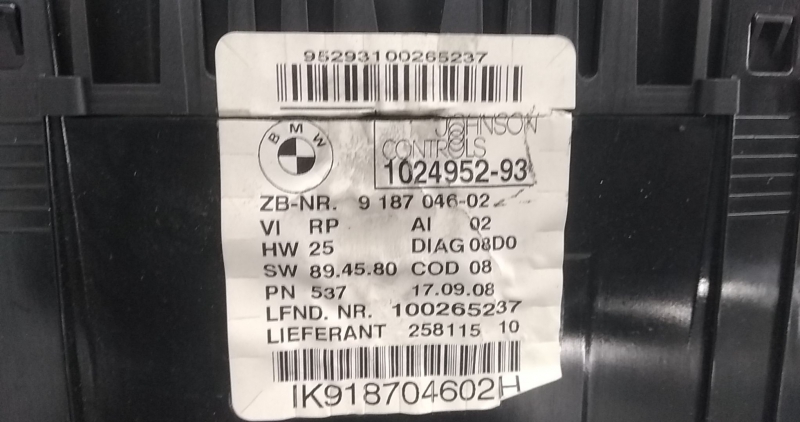 95293100265237
BMW
JOHNSON
CONTROLS
1024952-93
ZB-NR. 9 187 046-02
VI RP AI 02
HW 25 DIAG 08D0
SW 89.45.80 COD 08
PN 537 17.09.08
LFND. NR. 100265237
LIEFERANT 258115 10
IK918704602H